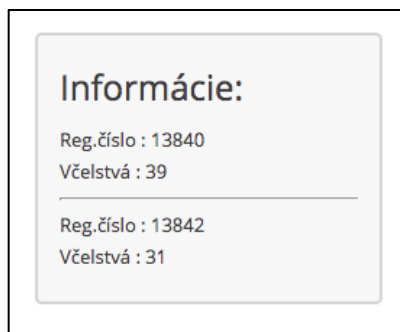 Informácie:
Reg.číslo : 13840
Včelstvá : 39
Reg.číslo : 13842
Včelstvá : 31